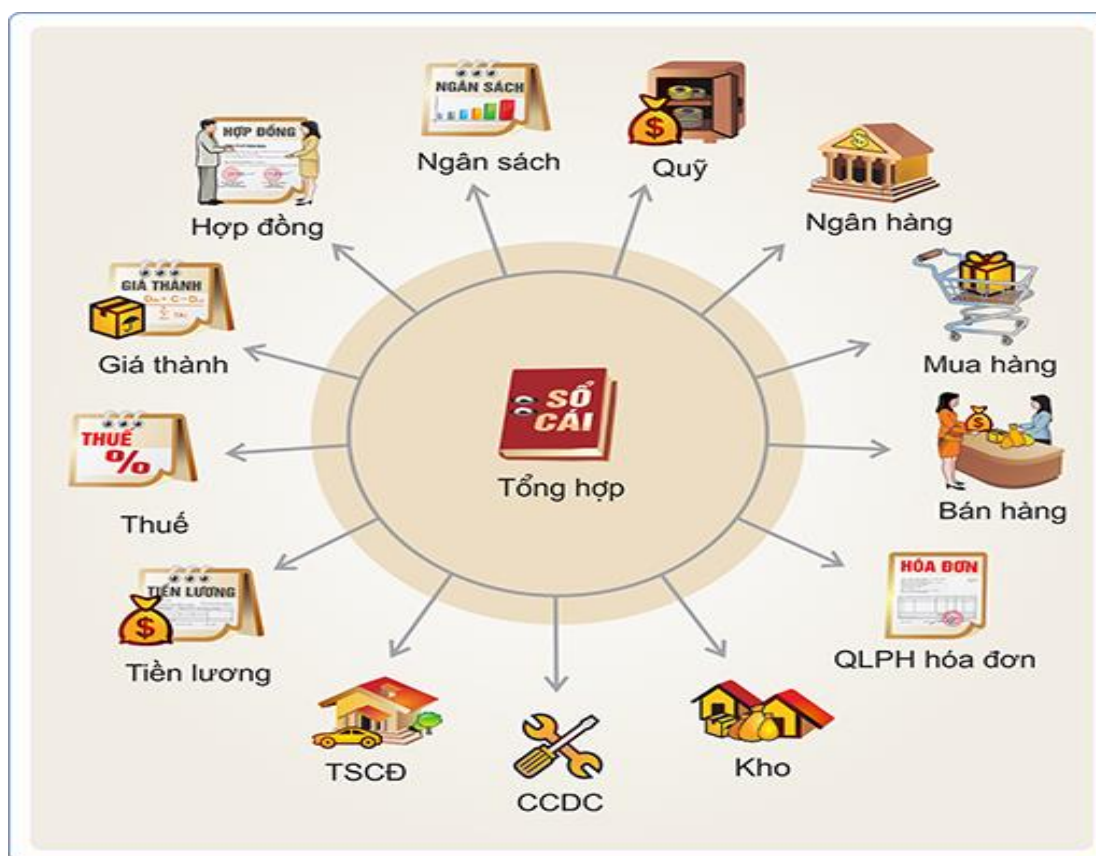 NGÂN SÁCH
Ngân sách
Quỹ
HỢP ĐỒNG
Hợp đồng
Ngân hàng
GIÁ THÀNH
Giá thành
Mua hàng
SỔ
CÁI
Tổng hợp
THUẾ
%
Thuế
Bán hàng
TIỀN LƯƠNG
Tiền lương
HÓA ĐƠN
QLPH hóa đơn
TSCĐ
CCDC
Kho